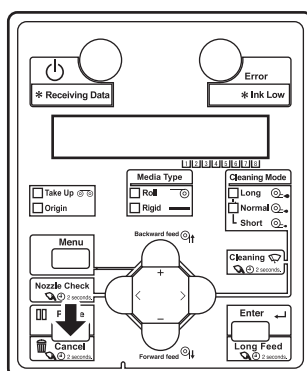 Error
* Receiving Data
* Ink Low
1 2 3 4 5 6 7 8
Media Type
Cleaning Mode
Take Up
Roll
Long
Origin
Rigid
Normal
Short
Menu
Backward feed
+
Cleaning
2 seconds.
Nozzle Check
2 seconds.
< >
Enter
−
Cancel
2 seconds.
Forward feed
Long Feed
2 seconds.